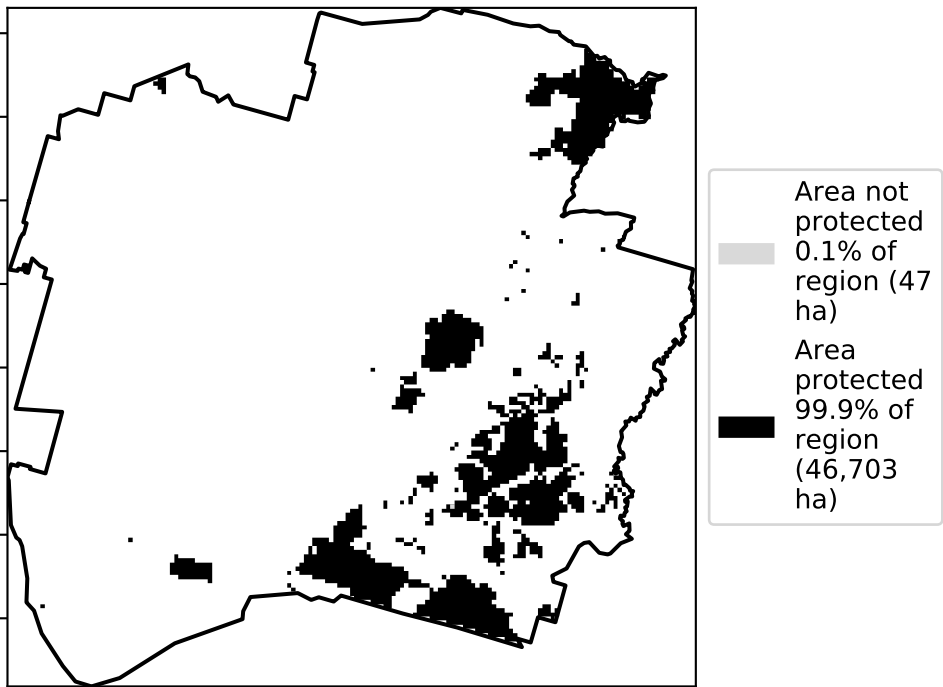 Area not
protected
0.1% of
region (47
ha)
Area
protected
99.9% of
region
(46,703
ha)